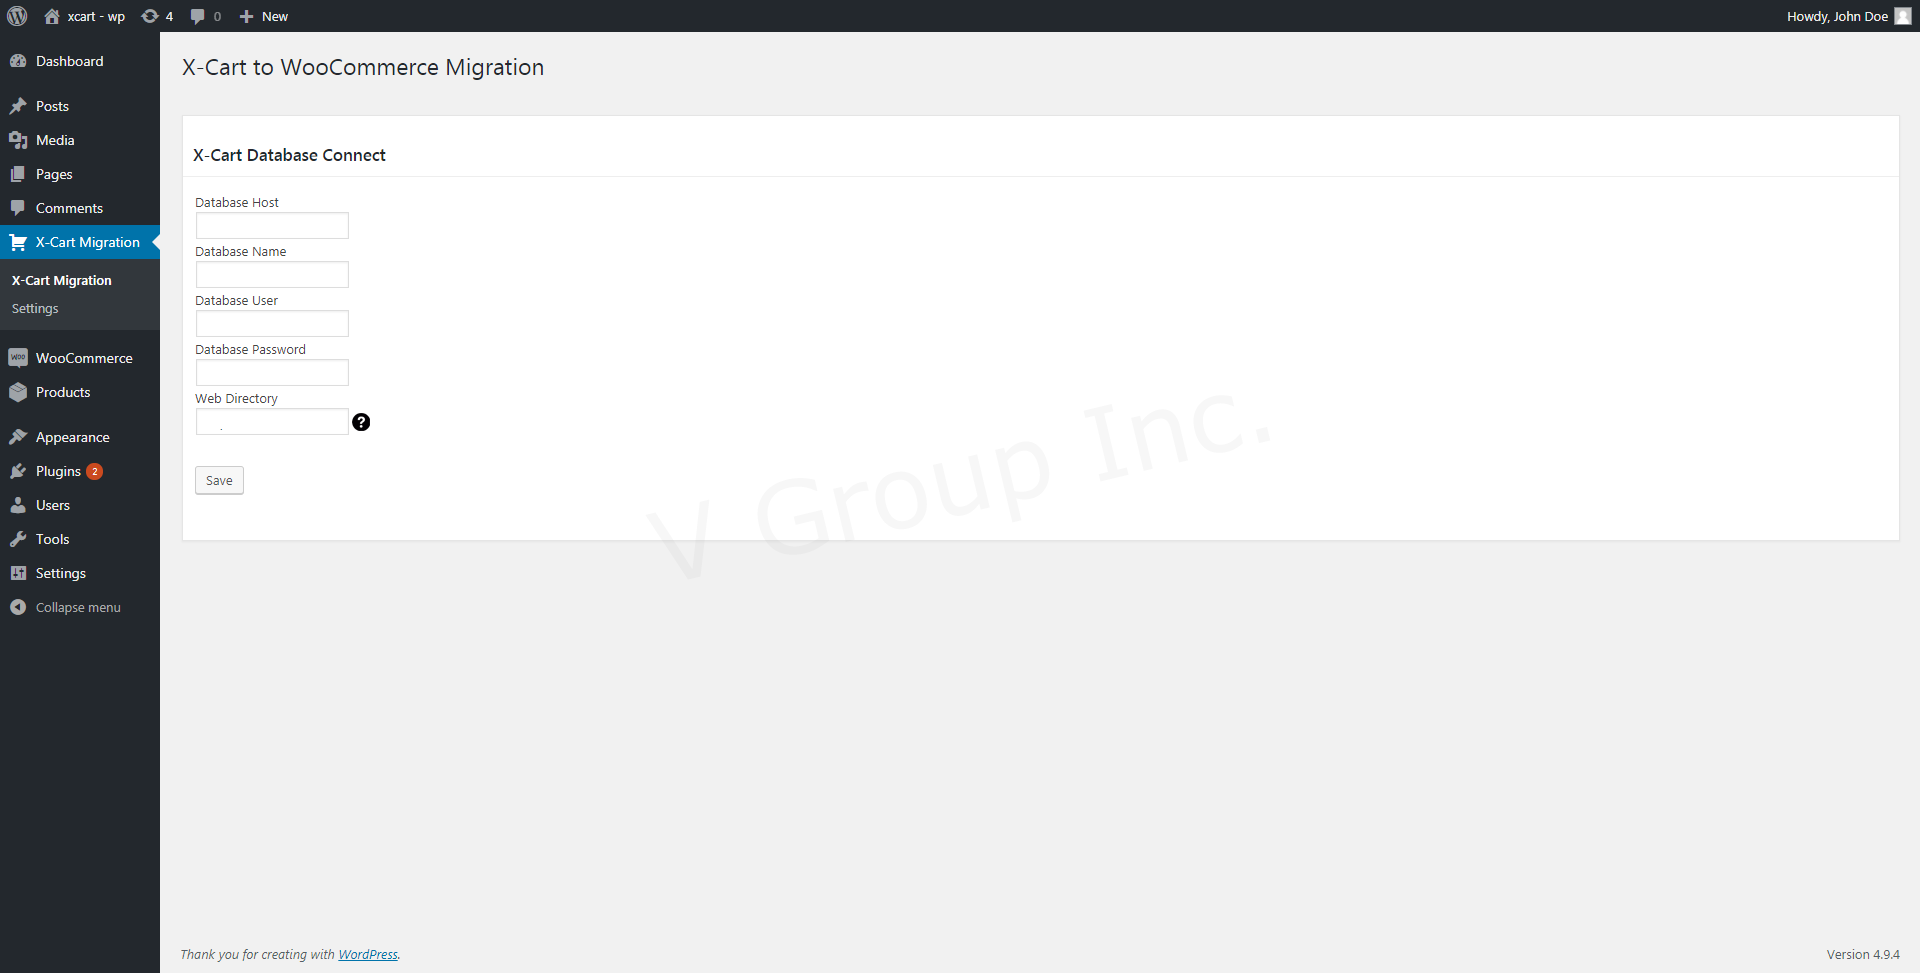 xcart - wp 4 0 New Howdy, John Doe
Dashboard
Posts
Media
Pages
Comments
X-Cart Migration
X-Cart Migration
Settings
WOO WooCommerce
Products
Appearance
Plugins 2
Users
Tools
Settings
Collapse menu
X-Cart to WooCommerce Migration
X-Cart Database Connect
Database Host
Database Name
Database User
Database Password
Web Directory
. ?
Save
V Group Inc.
Thank you for creating with WordPress.
Version 4.9.4